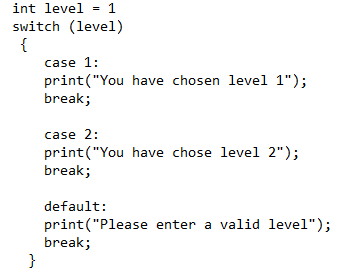 int level = 1
switch (level)
{
case 1:
print("You have chosen level 1");
break;
case 2:
print("You have chose level 2");
break;
default:
print("Please enter a valid level");
break;
}